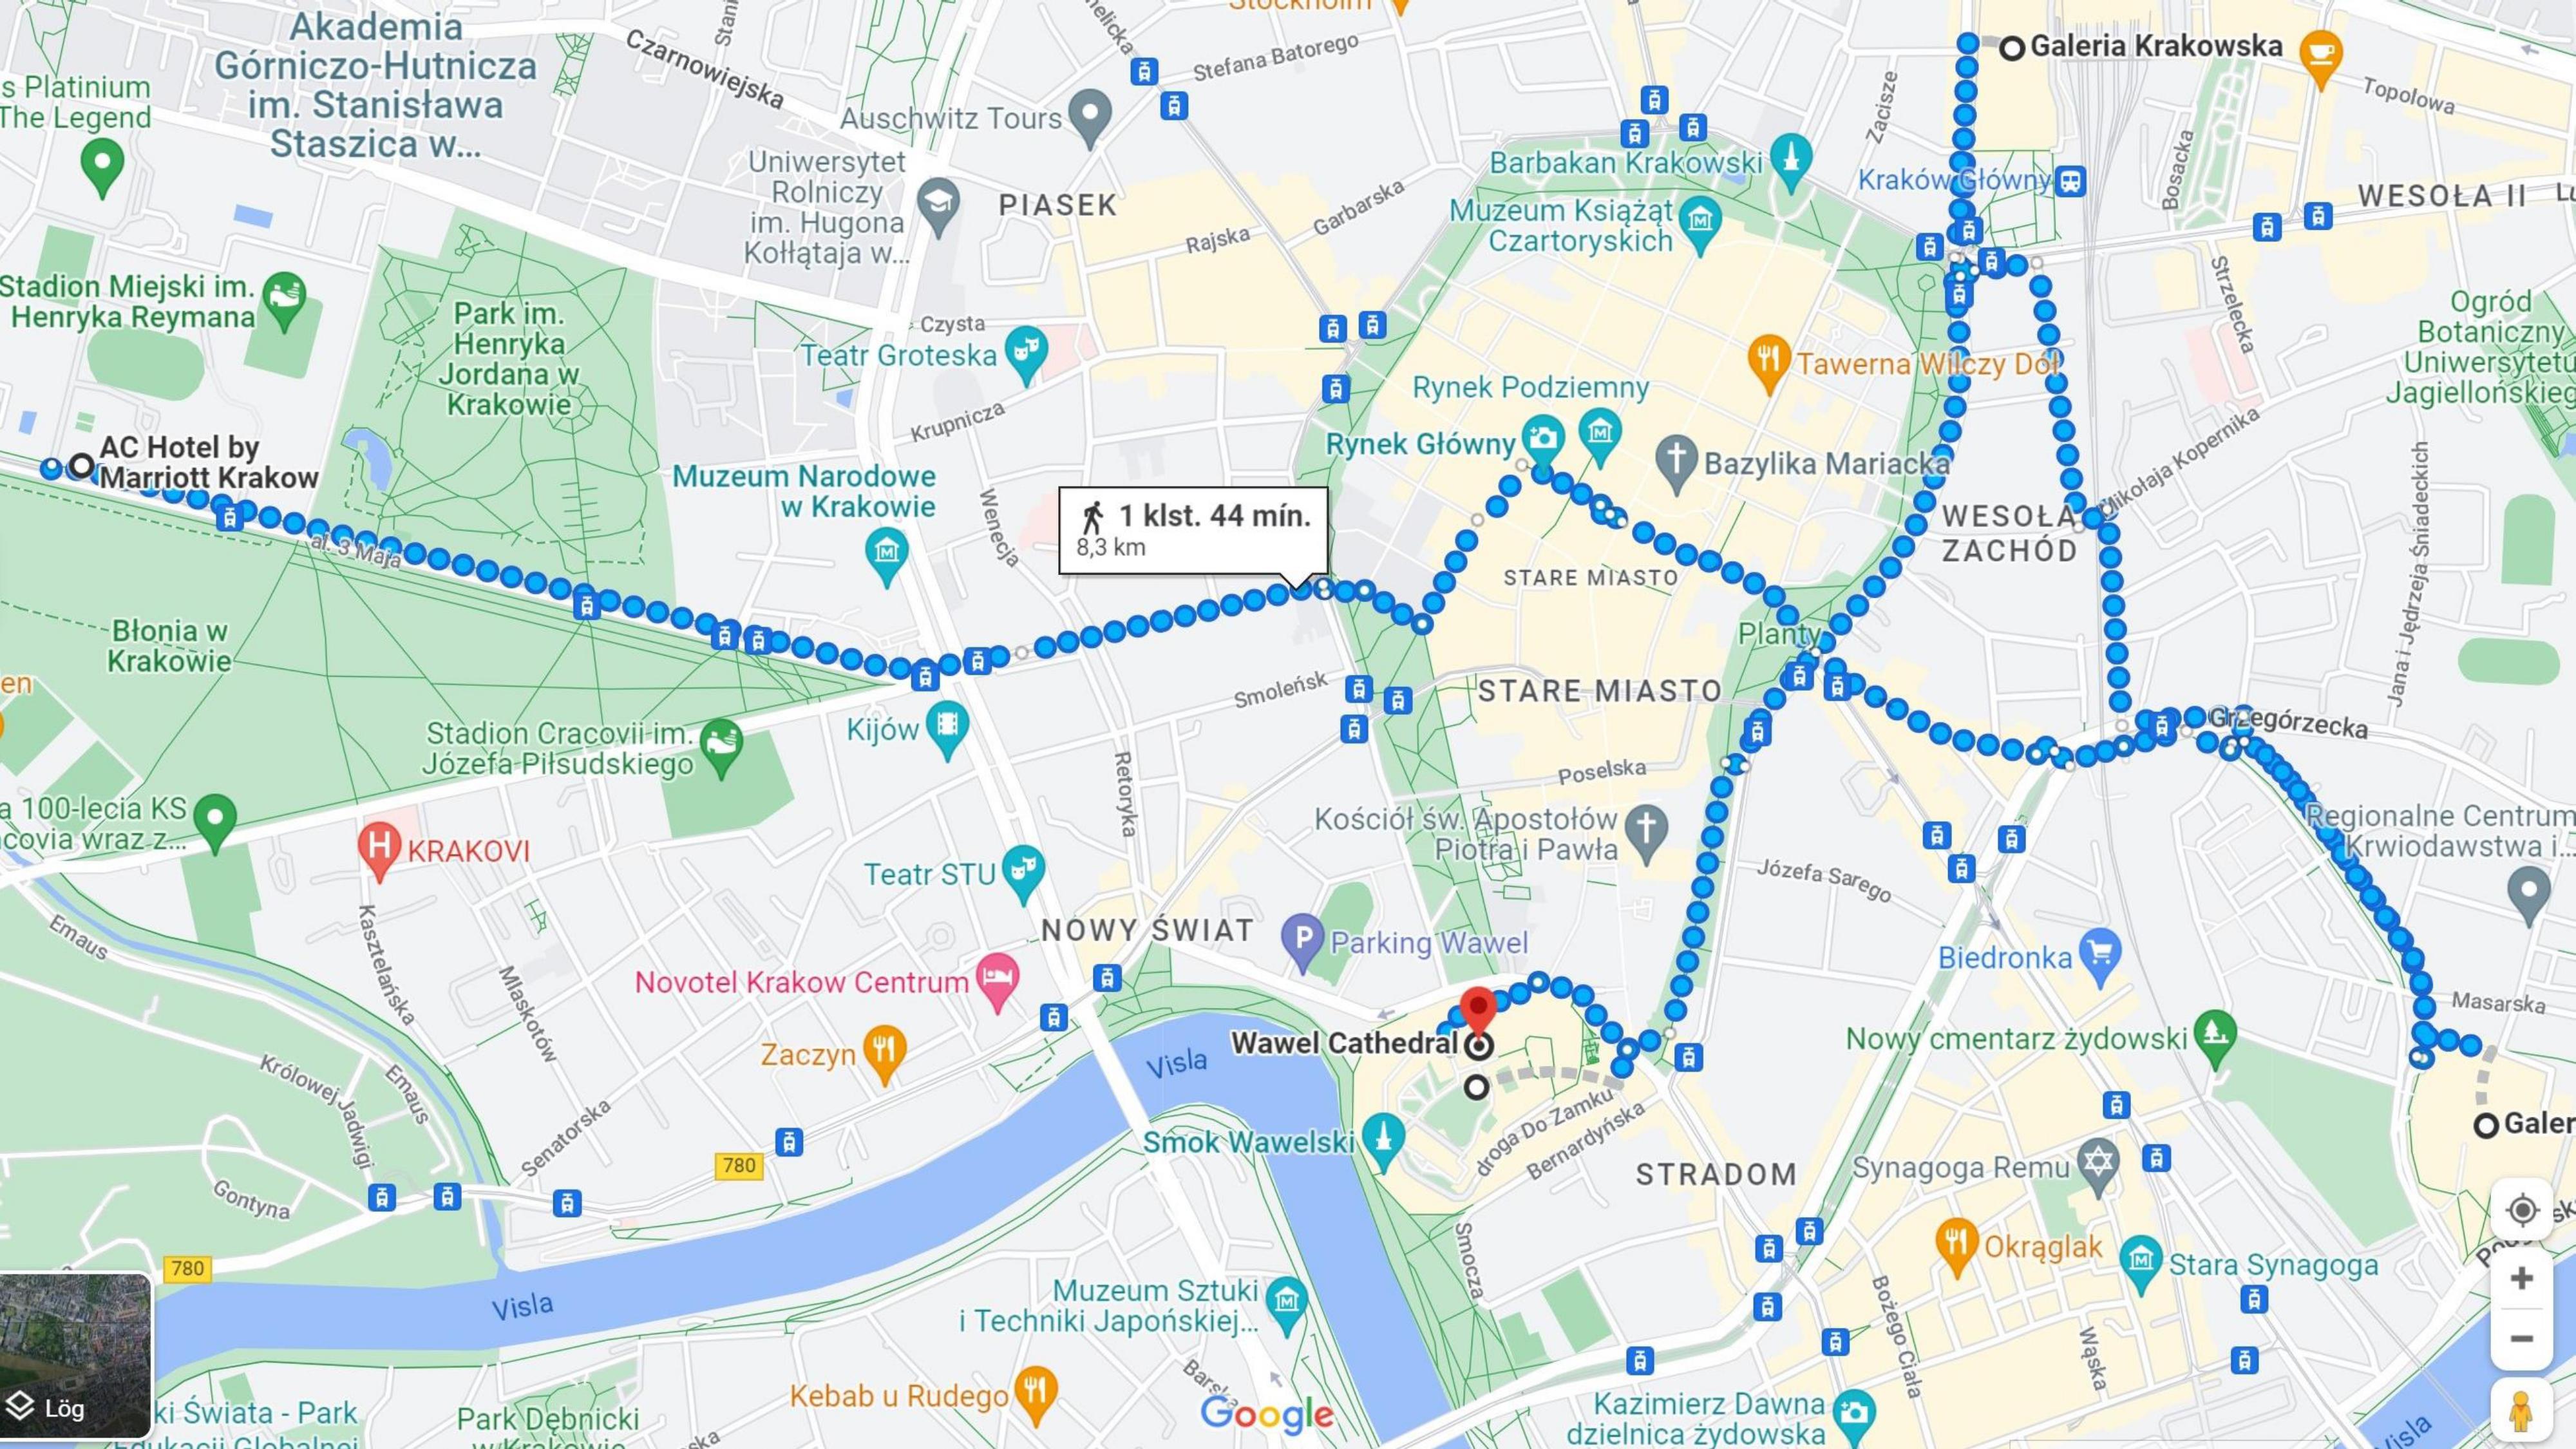 Stockholm
Akademia
Górniczo-Hutnicza
im. Stanisława
Staszica w...
Czarnowiejska
Stefana Batorego
Galeria Krakowska
Topolowa
s Platinium
The Legend
Auschwitz Tours
Zacisze
Bosacka
Uniwersytet
Rolniczy
im. Hugona
Kołłątaja w...
PIASEK
Garbarska
Rajska
Barbakan Krakowski
Muzeum Książąt
Czartoryskich
Kraków Główny
WESOŁA II
Strzelecka
Stadion Miejski im.
Henryka Reymana
Park im.
Henryka
Jordana w
Krakowie
Czysta
Teatr Groteska
Krupnicza
Rynek Podziemny
Tawerna Wilczy Dół
Ogród
Botaniczny
Uniwersytetu
Jagiellońskieg
AC Hotel by
Marriott Krakow
Muzeum Narodowe
w Krakowie
Wenecja
Rynek Główny
Bazylika Mariacka
Mikołaja Kopernika
Jana i Jędrzeja Śniadeckich
1 klst. 44 mín.
8,3 km
WESOŁA
ZACHÓD
al. 3 Maja
STARE MIASTO
Błonia w
Krakowie
Planty
en
Smoleńsk
STARE MIASTO
Kijów
Grzegórzecka
Stadion Cracovii im.
Józefa Piłsudskiego
Retoryka
Poselska
a 100-lecia KS
covia wraz z...
KRAKOVI
Kościół św. Apostołów
Piotra i Pawła
Józefa Sarego
Regionalne Centrum
Krwiodawstwa i...
Teatr STU
Emaus
Kasztelańska
Mlaskotów
NOWY ŚWIAT
P
Parking Wawel
Biedronka
Novotel Krakow Centrum
Masarska
Zaczyn
Wawel Cathedral
Nowy cmentarz żydowski
Visla
Królowej Jadwigi
Emaus
Senatorska
droga Do Zamku
Bernardyńska
Galer
Smok Wawelski
780
STRADOM
Synagoga Remu
Gontyna
Smocza
Okrąglak
Stara Synagoga
780
Visla
Muzeum Sztuki
i Techniki Japońskiej...
Bożego Ciała
Wąska
Barska
Kebab u Rudego
Lög
ki Świata - Park
Edukacji Globalnej
Park Dębnicki
w Krakowie
Google
Kazimierz Dawna
dzielnica żydowska
Visla